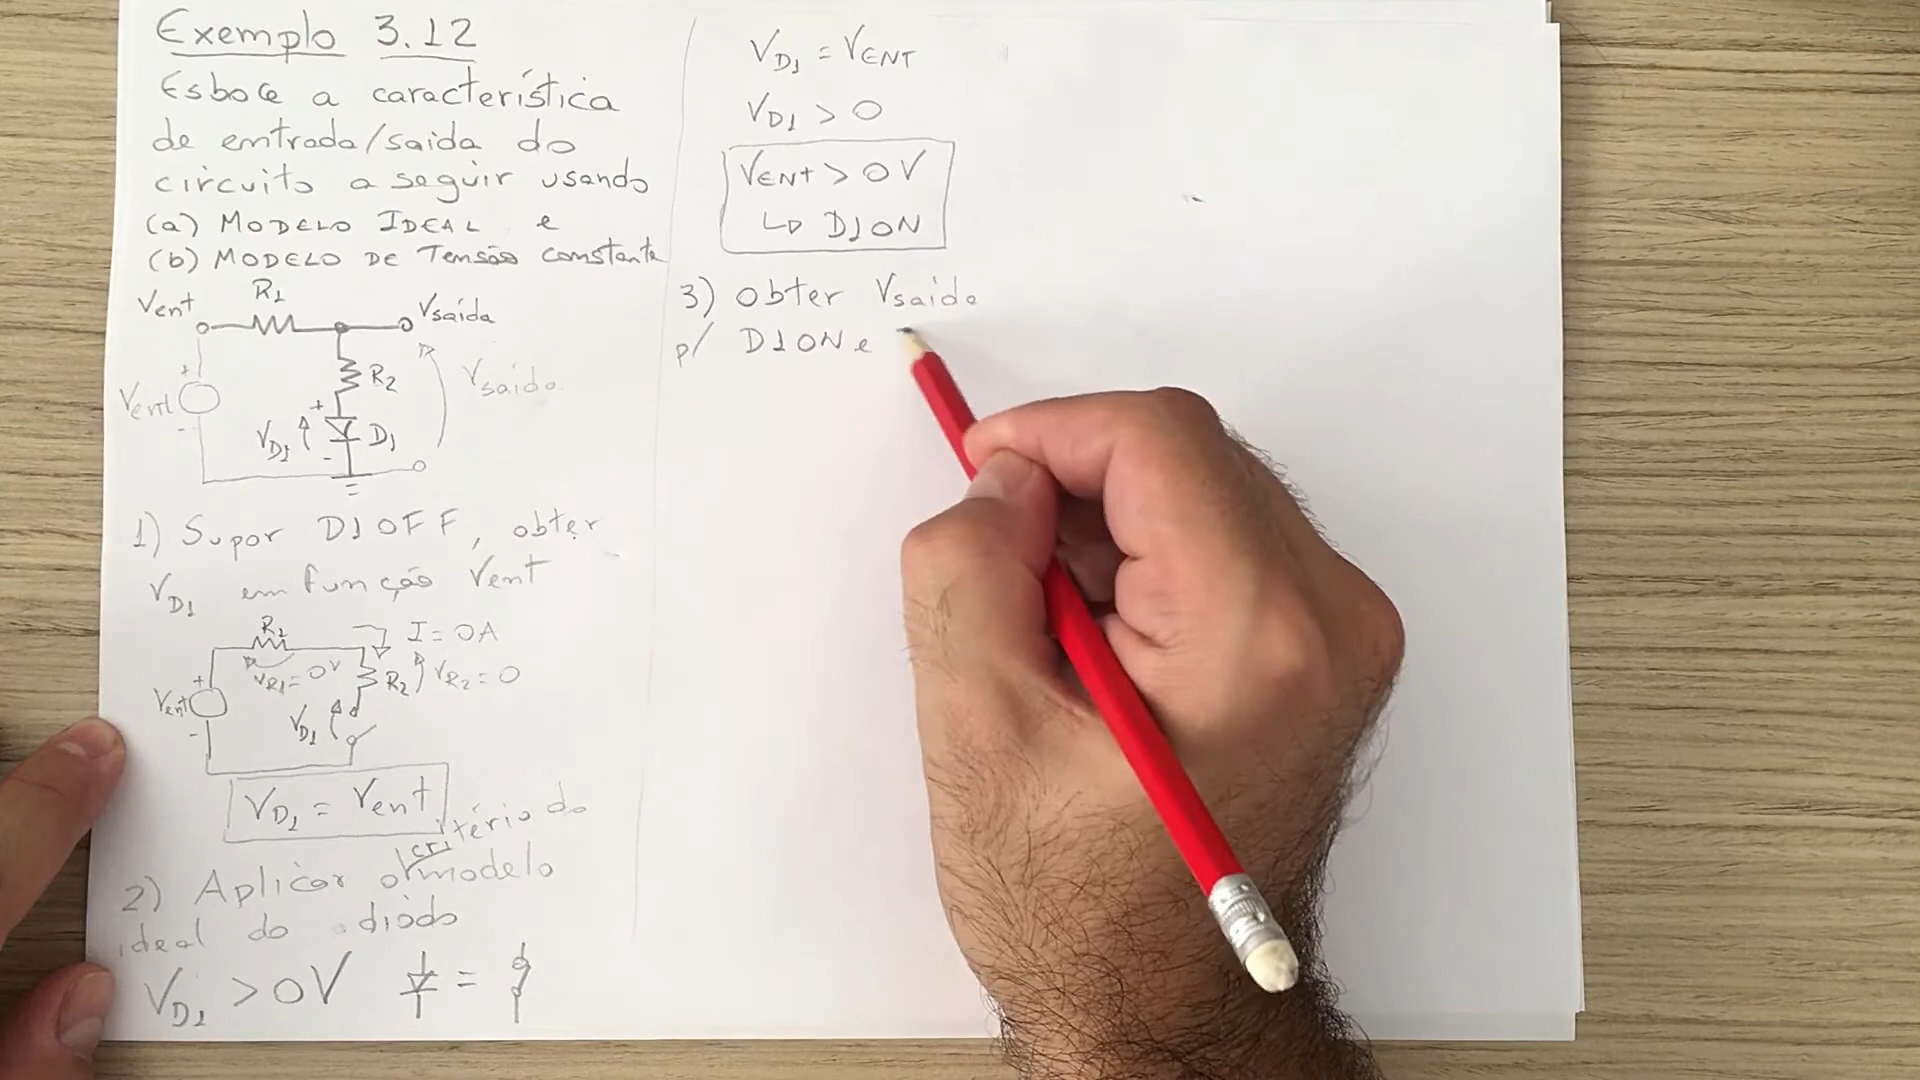 Exemplo 3.12
Esboce a característica
de entrada/saida do
circuito a seguir usando
(a) MODELO IDEAL e
(b) MODELO DE Tensão constante
Vent
R1
Vsaída
R2
Vent
+
-
VD1
+
-
D1
Vsaida
1) Supor D1 OFF, obter
VD1 em função Vent
R1
I = 0A
VR1 = 0V
R2
VR2 = 0
Vent
+
-
VD1
VD1 = Vent
2) Aplicar o critério do modelo
ideal do diodo
VD1 > 0V =
VD1 = VENT
VD1 > 0
VENT > 0V
↳ D1 ON
3) Obter Vsaida
p/ D1 ON e